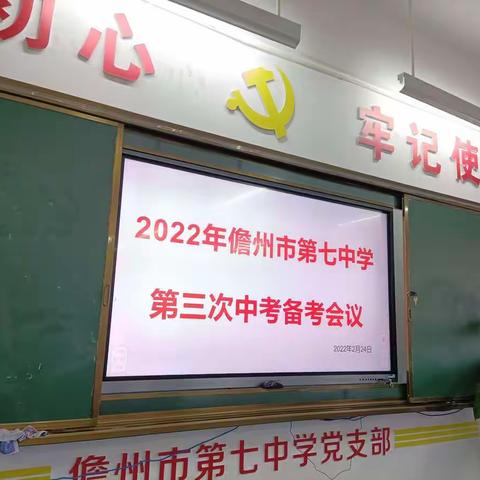 初心
牢记使
2022年儋州市第七中学
第三次中考备考会议
2022年2月24日
儋州市第七中学党支部